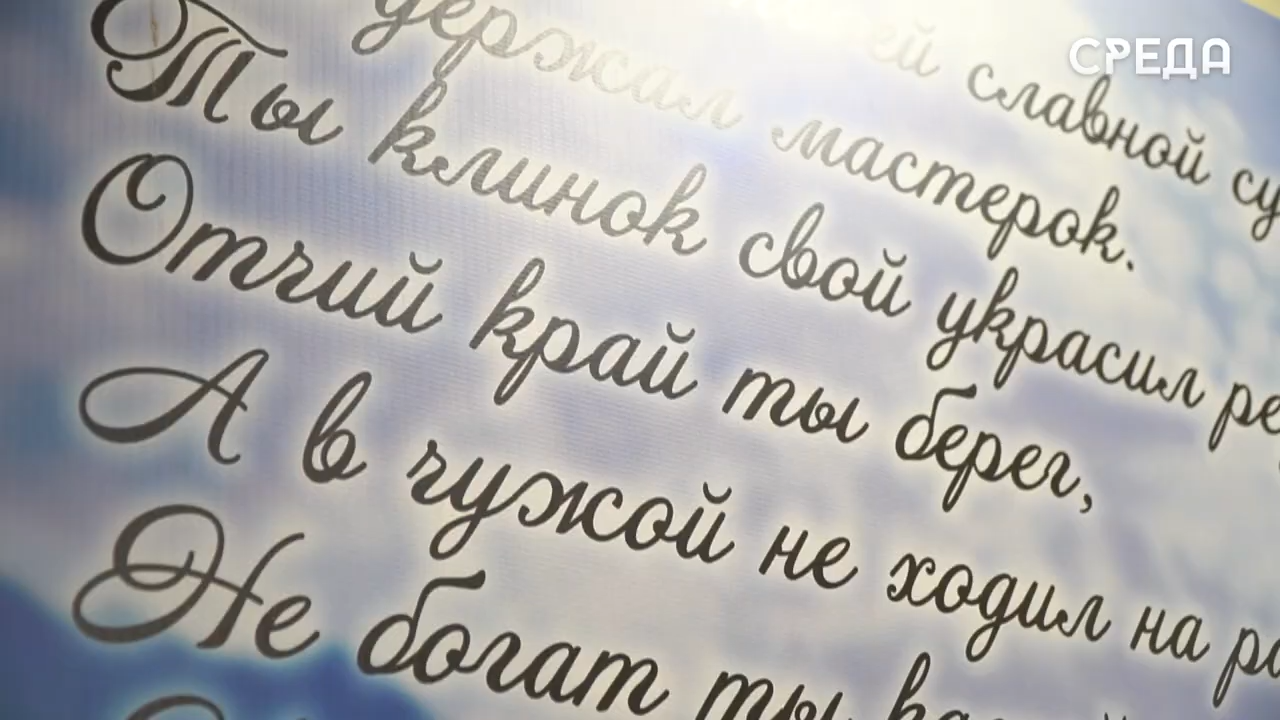 СРЕДА
славной
держал мастерок.
Ты клинок свой украсил
Отчий край ты берег,
А в чужой не ходил на
Не богат ты